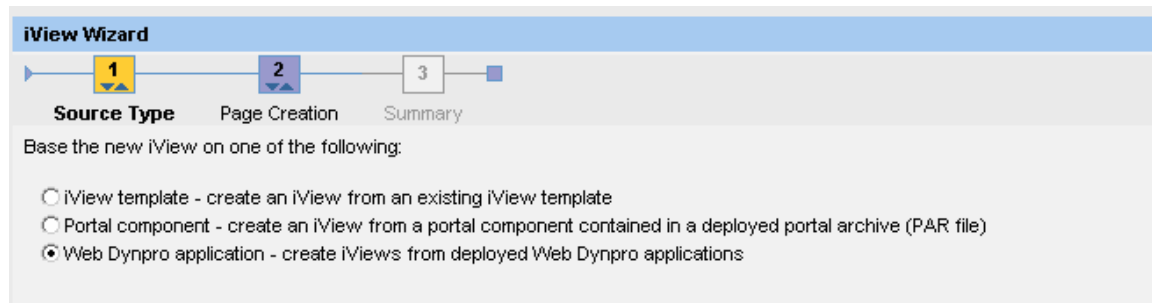 iView Wizard
1 2 3
Source Type Page Creation Summary
Base the new iView on one of the following:
iView template - create an iView from an existing iView template
Portal component - create an iView from a portal component contained in a deployed portal archive (PAR file)
Web Dynpro application - create iViews from deployed Web Dynpro applications